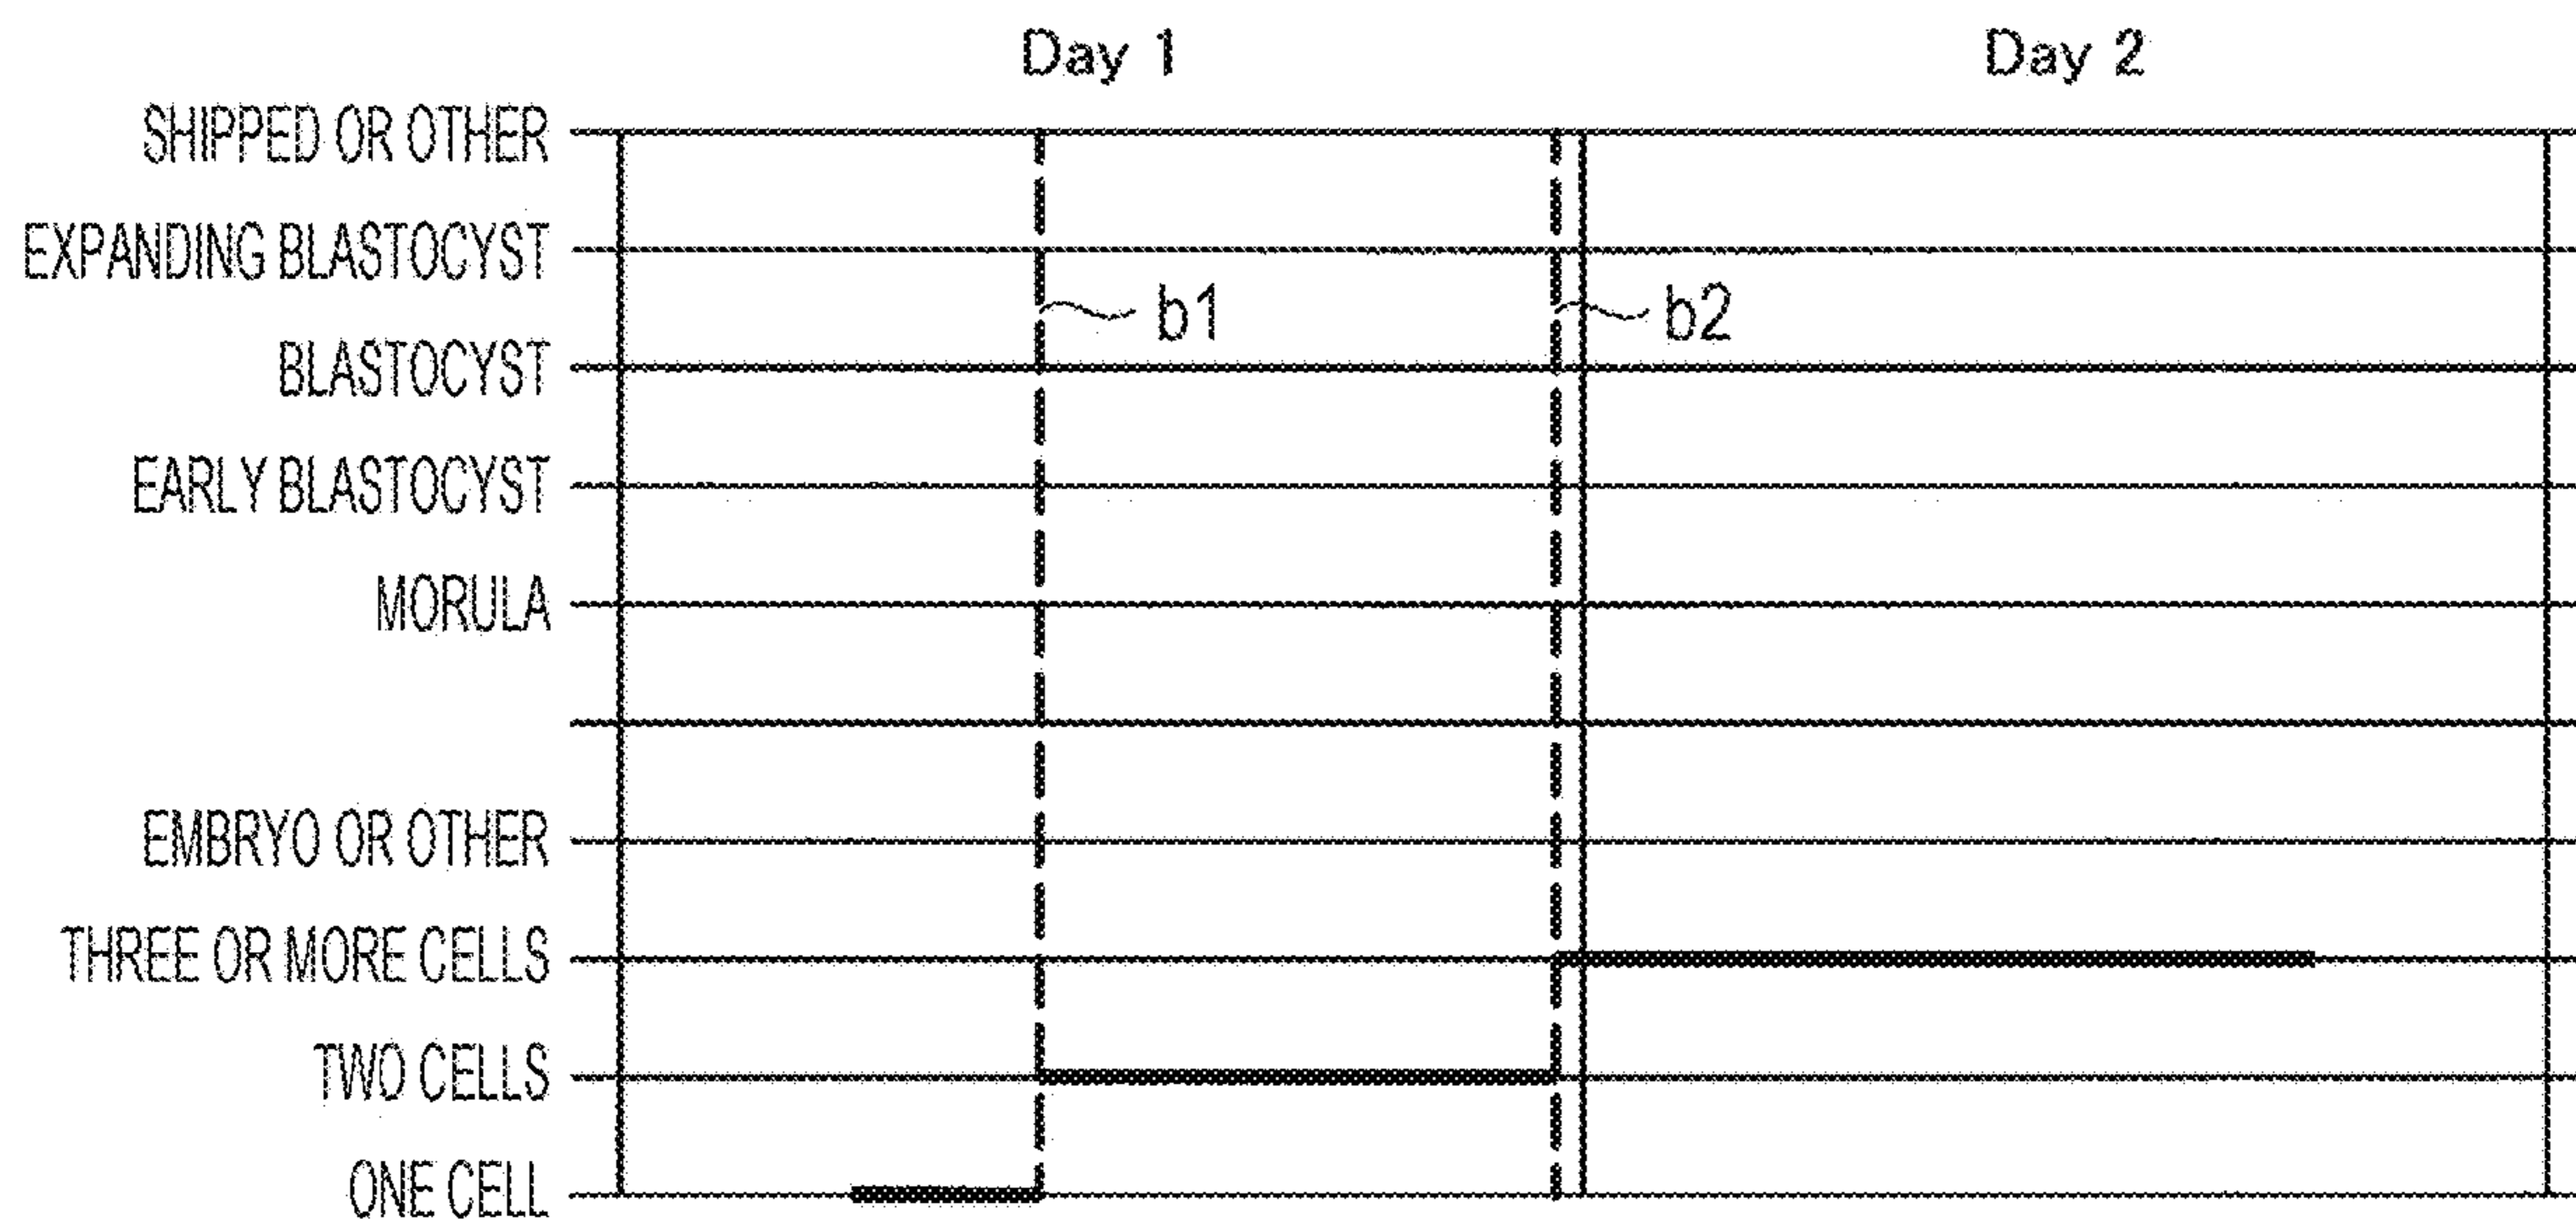 Day 1 Day 2
SHIPPED OR OTHER
EXPANDING BLASTOCYST
b1 b2
BLASTOCYST
EARLY BLASTOCYST
MORULA
EMBRYO OR OTHER
THREE OR MORE CELLS
TWO CELLS
ONE CELL